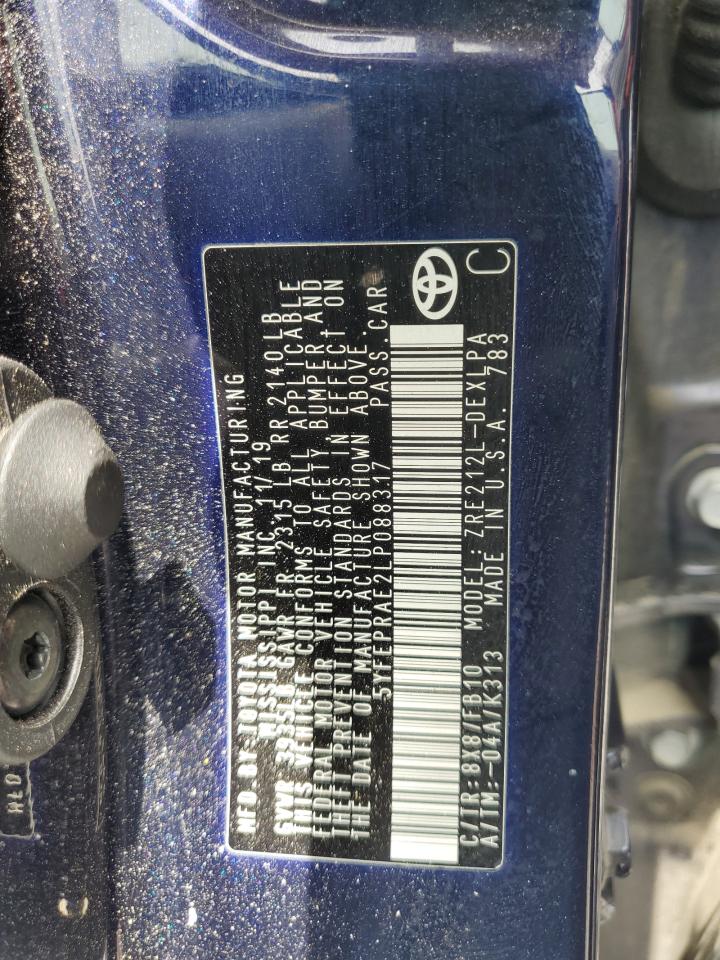 MFD BY: TOYOTA MOTOR MANUFACTURING
MISSISSIPPI INC 11/19
GVWR 3935LB GAWR FR 2315 LB RR 2140 LB
THIS VEHICLE CONFORMS TO ALL APPLICABLE
FEDERAL MOTOR VEHICLE SAFETY, BUMPER AND
THEFT PREVENTION STANDARDS IN EFFECT ON
THE DATE OF MANUFACTURE SHOWN ABOVE.
5YFEPRAE2LP088317 PASS.CAR
C/TR:8X8/FB10 MODEL:ZRE212L-DEXLPA
A/TM:-04A/K313 MADE IN U.S.A. 783
C